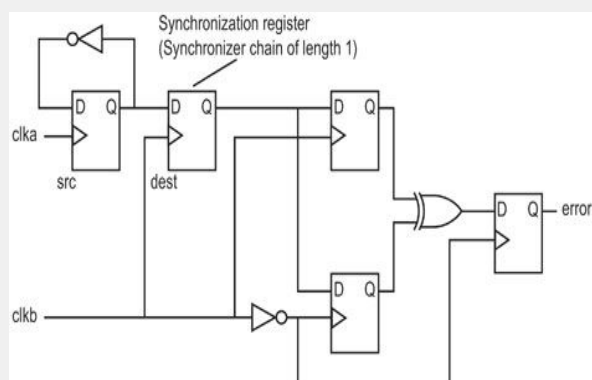 Synchronization register
(Synchronizer chain of length 1)
D Q
D Q
D Q
clka
src
dest
D Q
error
D Q
clkb